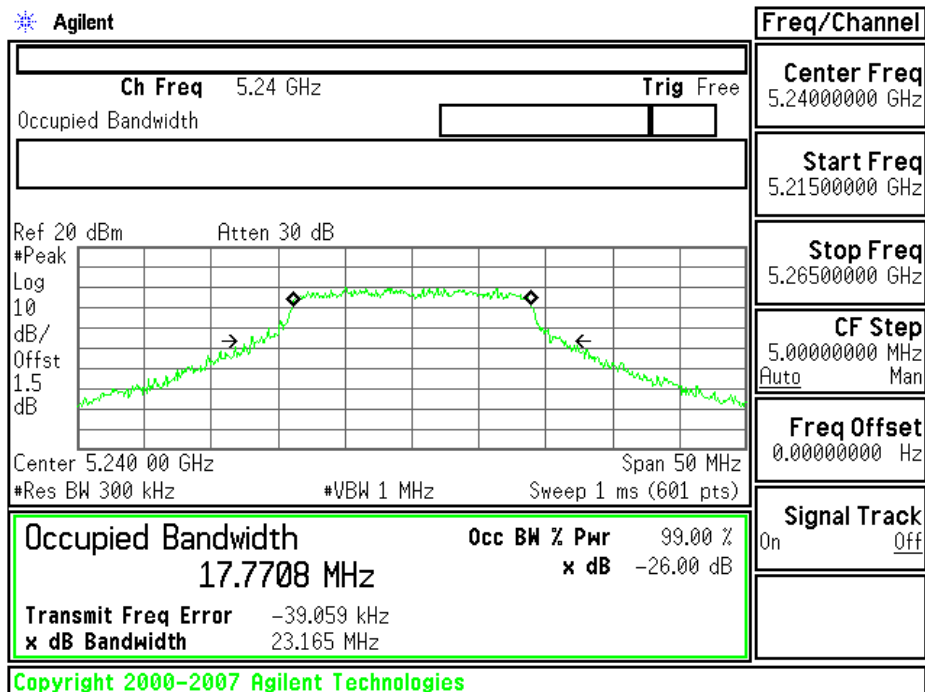 Agilent
Freq/Channel
Ch Freq 5.24 GHz Trig Free
Occupied Bandwidth
Center Freq
5.24000000 GHz
Start Freq
5.21500000 GHz
Stop Freq
5.26500000 GHz
CF Step
5.00000000 MHz
Auto Man
Freq Offset
0.00000000 Hz
Signal Track
On Off
Ref 20 dBm Atten 30 dB
#Peak
Log
10
dB/
Offst
1.5
dB
Center 5.240 00 GHz Span 50 MHz
#Res BW 300 kHz #VBW 1 MHz Sweep 1 ms (601 pts)
Occupied Bandwidth
17.7708 MHz
Occ BW % Pwr 99.00 %
x dB -26.00 dB
Transmit Freq Error -39.059 kHz
x dB Bandwidth 23.165 MHz
Copyright 2000-2007 Agilent Technologies